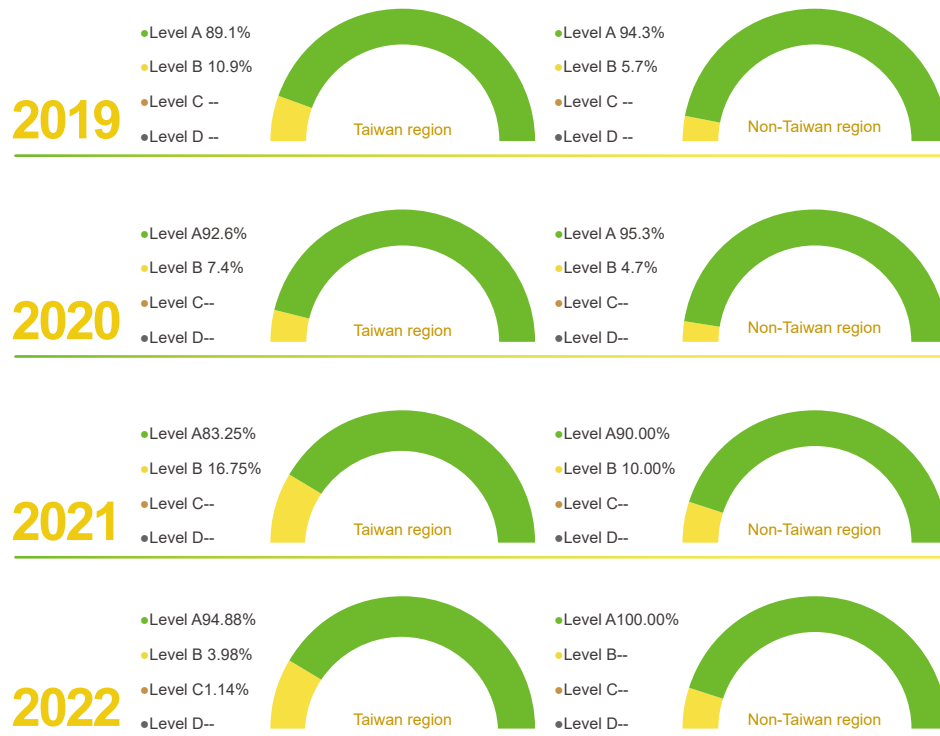 2019
Level A 89.1%
Level B 10.9%
Level C --
Level D --
Taiwan region
Level A 94.3%
Level B 5.7%
Level C --
Level D --
Non-Taiwan region
2020
Level A92.6%
Level B 7.4%
Level C--
Level D--
Taiwan region
Level A 95.3%
Level B 4.7%
Level C--
Level D--
Non-Taiwan region
2021
Level A83.25%
Level B 16.75%
Level C--
Level D--
Taiwan region
Level A90.00%
Level B 10.00%
Level C--
Level D--
Non-Taiwan region
2022
Level A94.88%
Level B 3.98%
Level C1.14%
Level D--
Taiwan region
Level A100.00%
Level B--
Level C--
Level D--
Non-Taiwan region